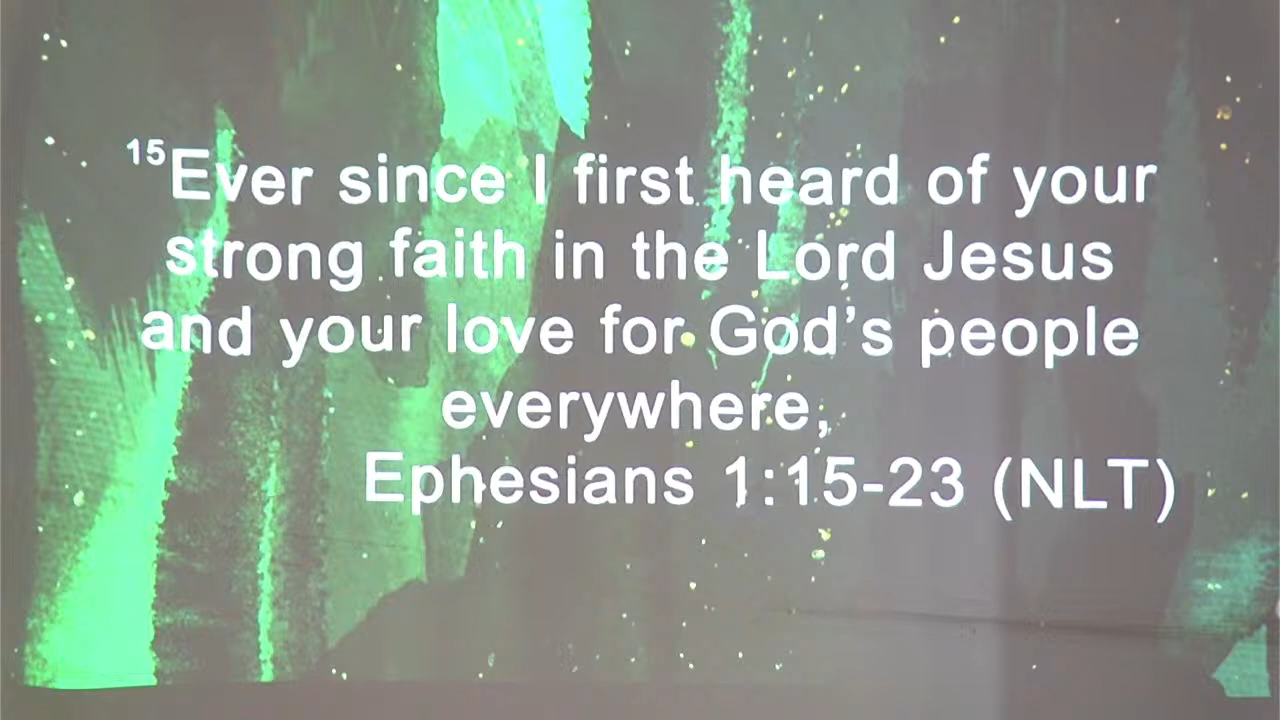 15Ever since I first heard of your
strong faith in the Lord Jesus
and your love for God’s people
everywhere,
Ephesians 1:15-23 (NLT)